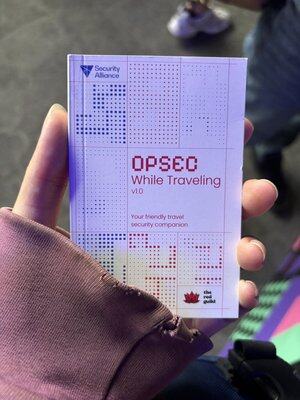 Security
Alliance
OPSEC
While Traveling
v1.0
Your friendly travel
security companion
the
red
guild